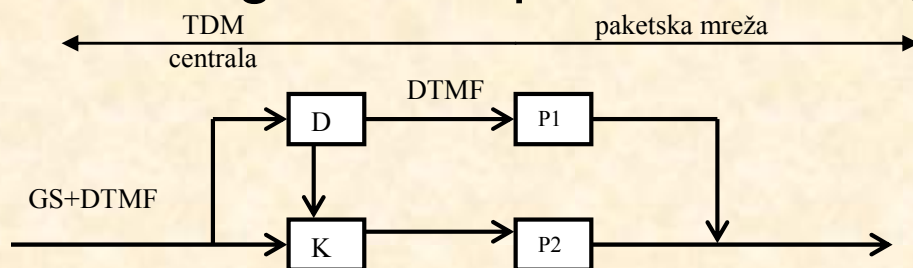 TDM
centrala
paketska mreža
DTMF
D
P1
GS+DTMF
K
P2